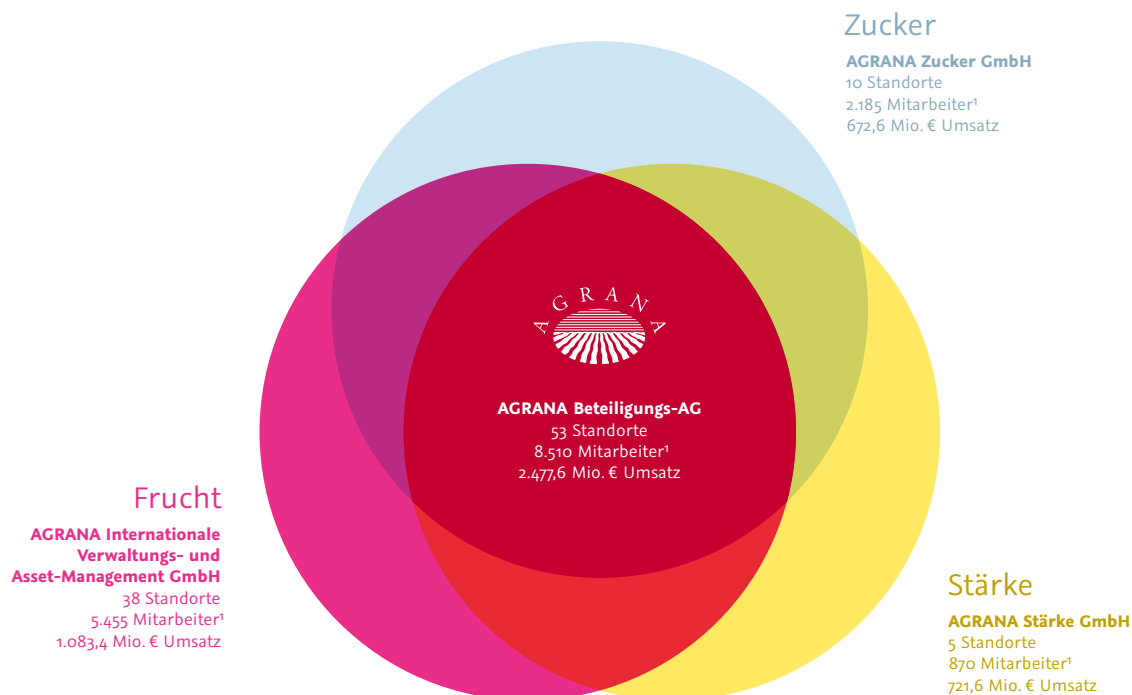 Zucker
AGRANA Zucker GmbH
10 Standorte
2.185 Mitarbeiter¹
672,6 Mio. € Umsatz
AGRANA
AGRANA Beteiligungs-AG
53 Standorte
8.510 Mitarbeiter¹
2.477,6 Mio. € Umsatz
Frucht
AGRANA Internationale
Verwaltungs- und
Asset-Management GmbH
38 Standorte
5.455 Mitarbeiter¹
1.083,4 Mio. € Umsatz
Stärke
AGRANA Stärke GmbH
5 Standorte
870 Mitarbeiter¹
721,6 Mio. € Umsatz